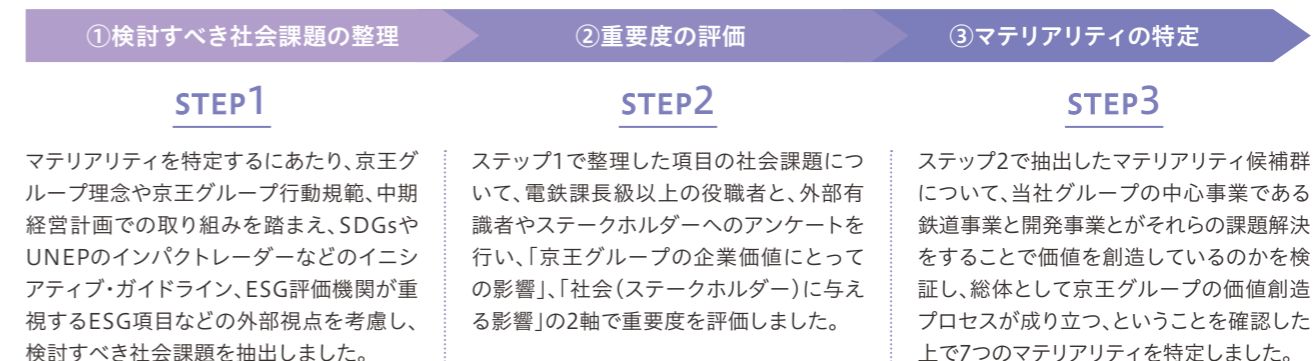 ①検討すべき社会課題の整理
②重要度の評価
③マテリアリティの特定
STEP1
マテリアリティを特定するにあたり、京王グ
ループ理念や京王グループ行動規範、中期
経営計画での取り組みを踏まえ、SDGsや
UNEPのインパクトレーダーなどのイニシ
アティブ・ガイドライン、ESG評価機関が重
視するESG項目などの外部視点を考慮し、
検討すべき社会課題を抽出しました。
STEP2
ステップ1で整理した項目の社会課題につ
いて、電鉄課長級以上の役職者と、外部有
識者やステークホルダーへのアンケートを
行い、「京王グループの企業価値にとって
の影響」、「社会（ステークホルダー）に与え
る影響」の2軸で重要度を評価しました。
STEP3
ステップ2で抽出したマテリアリティ候補群
について、当社グループの中心事業である
鉄道事業と開発事業とがそれらの課題解決
をすることで価値を創造しているのかを検
証し、総体として京王グループの価値創造
プロセスが成り立つ、ということを確認した
上で7つのマテリアリティを特定しました。